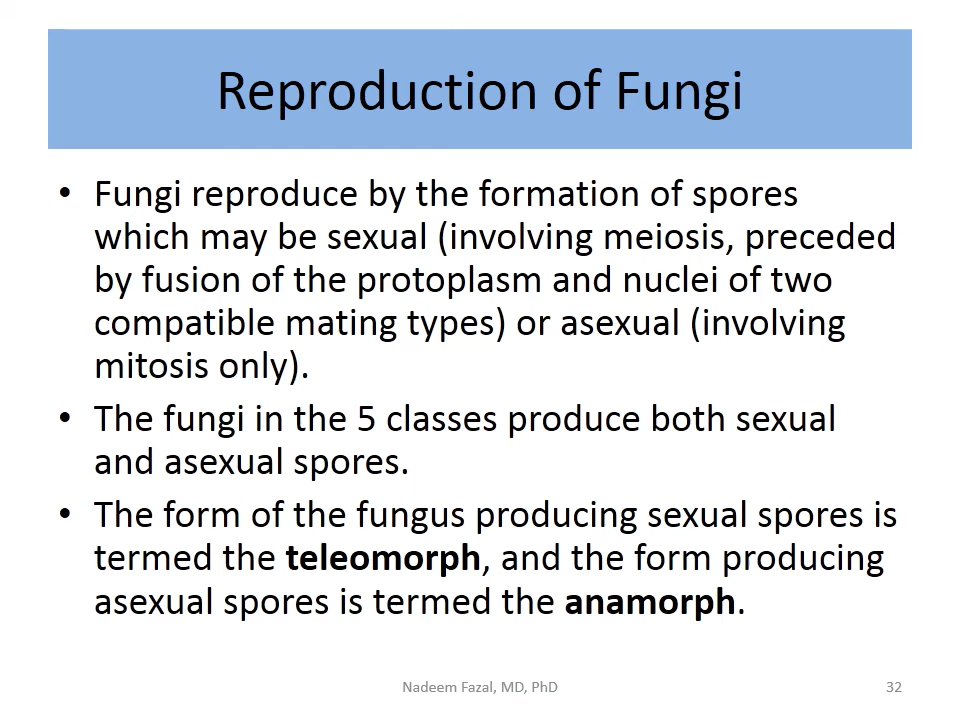 Reproduction of Fungi
• Fungi reproduce by the formation of spores
which may be sexual (involving meiosis, preceded
by fusion of the protoplasm and nuclei of two
compatible mating types) or asexual (involving
mitosis only).
• The fungi in the 5 classes produce both sexual
and asexual spores.
• The form of the fungus producing sexual spores is
termed the teleomorph, and the form producing
asexual spores is termed the anamorph.
Nadeem Fazal, MD, PhD
32